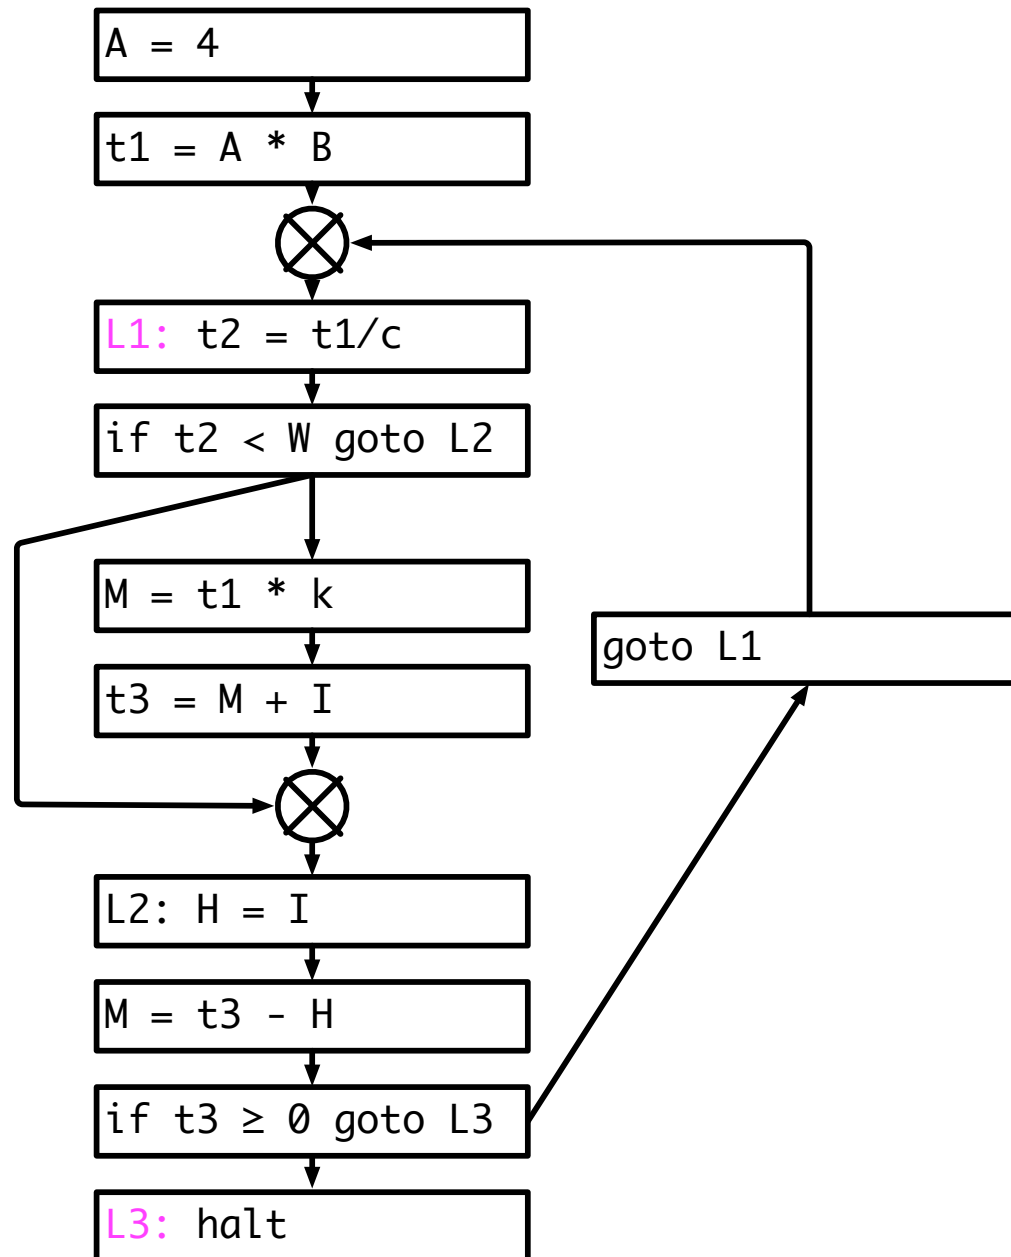 A = 4
t1 = A * B
L1: t2 = t1/c
if t2 < W goto L2
M = t1 * k
goto L1
t3 = M + I
L2: H = I
M = t3 - H
if t3 ≥ 0 goto L3
L3: halt